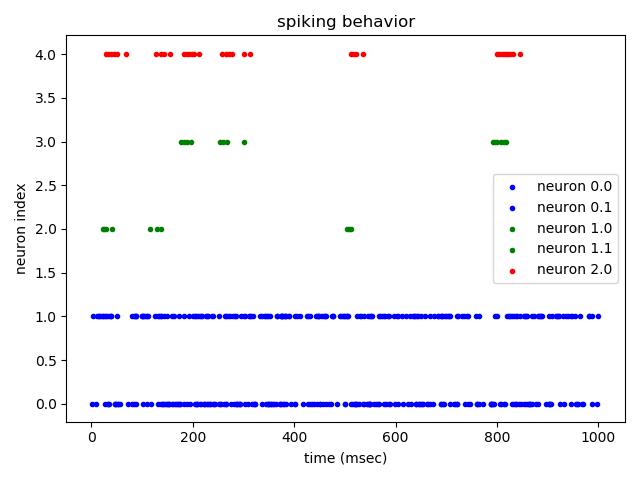 spiking behavior
4.0
3.5
3.0
2.5
2.0
1.5
1.0
0.5
0.0
neuron index
neuron 0.0
neuron 0.1
neuron 1.0
neuron 1.1
neuron 2.0
0 200 400 600 800 1000
time (msec)